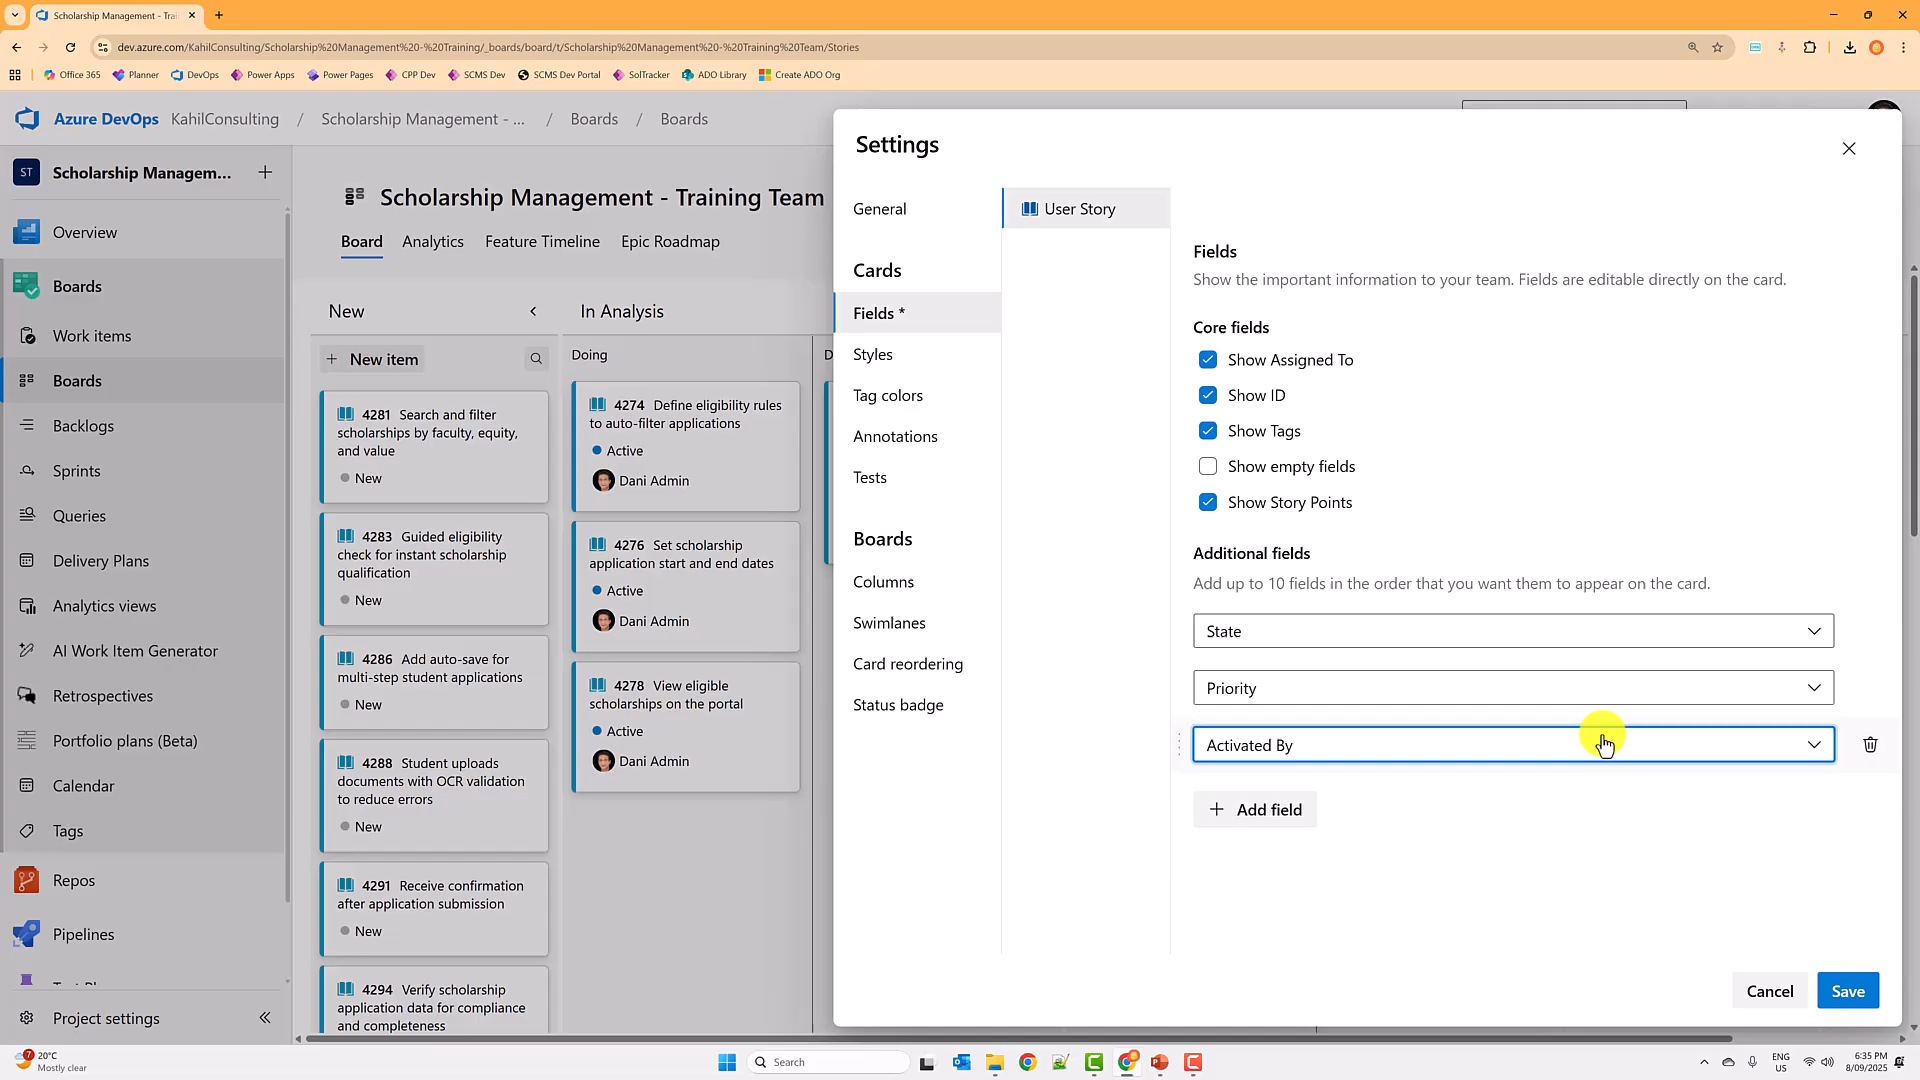 Scholarship Management - Trai
dev.azure.com/KahilConsulting/Scholarship%20Management%20-%20Training/_boards/board/t/Scholarship%20Management%20-%20Training%20Team/Stories
Office 365
Planner
DevOps
Power Apps
Power Pages
CPP Dev
SCMS Dev
SCMS Dev Portal
SolTracker
ADO Library
Create ADO Org
Azure DevOps
KahilConsulting
/
Scholarship Management - ...
/
Boards
/
Boards
ST
Scholarship Managem...
Overview
Boards
Work items
Boards
Backlogs
Sprints
Queries
Delivery Plans
Analytics views
AI Work Item Generator
Retrospectives
Portfolio plans (Beta)
Calendar
Tags
Repos
Pipelines
Project settings
Scholarship Management - Training Team
Board
Analytics
Feature Timeline
Epic Roadmap
New
In Analysis
New item
Doing
D
4281 Search and filter
scholarships by faculty, equity,
and value
New
4283 Guided eligibility
check for instant scholarship
qualification
New
4286 Add auto-save for
multi-step student applications
New
4288 Student uploads
documents with OCR validation
to reduce errors
New
4291 Receive confirmation
after application submission
New
4294 Verify scholarship
application data for compliance
and completeness
4274 Define eligibility rules
to auto-filter applications
Active
Dani Admin
4276 Set scholarship
application start and end dates
Active
Dani Admin
4278 View eligible
scholarships on the portal
Active
Dani Admin
Settings
General
Cards
Fields *
Styles
Tag colors
Annotations
Tests
Boards
Columns
Swimlanes
Card reordering
Status badge
User Story
Fields
Show the important information to your team. Fields are editable directly on the card.
Core fields
Show Assigned To
Show ID
Show Tags
Show empty fields
Show Story Points
Additional fields
Add up to 10 fields in the order that you want them to appear on the card.
State
Priority
Activated By
Add field
Cancel
Save
7
20°C
Mostly clear
Search
ENG
US
6:35 PM
8/09/2025